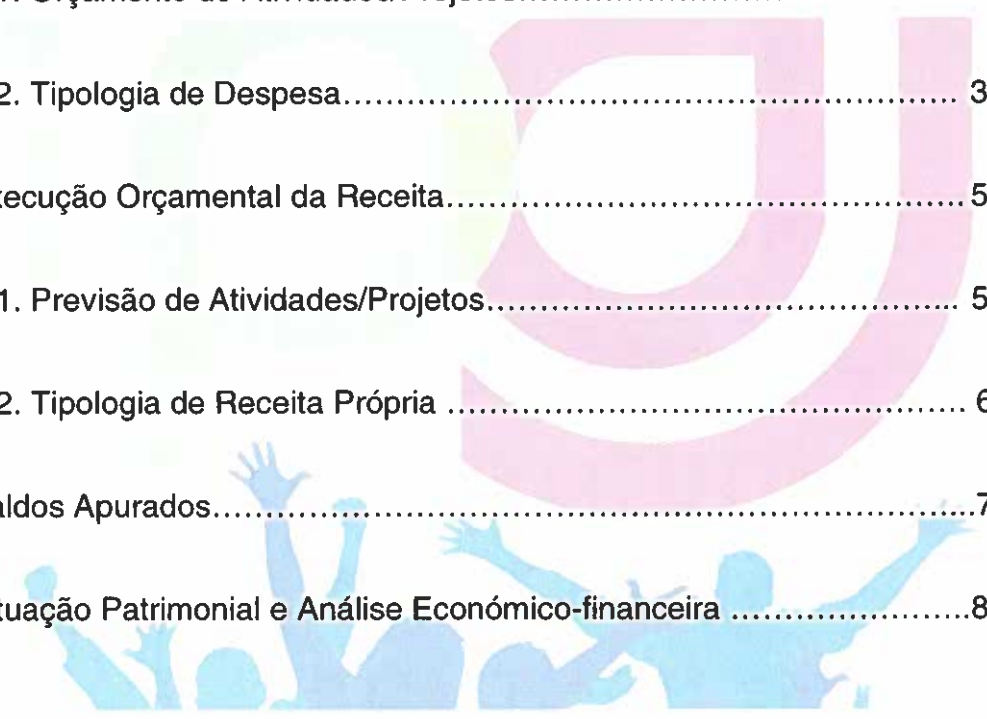 2. Tipologia de Despesa.......................................................... 3
xecução Orçamental da Receita................................................ 5
1. Previsão de Atividades/Projetos............................................ 5
2. Tipologia de Receita Própria ................................................ 6
aldos Apurados.......................................................................7
tuação Patrimonial e Análise Económico-financeira ......................8